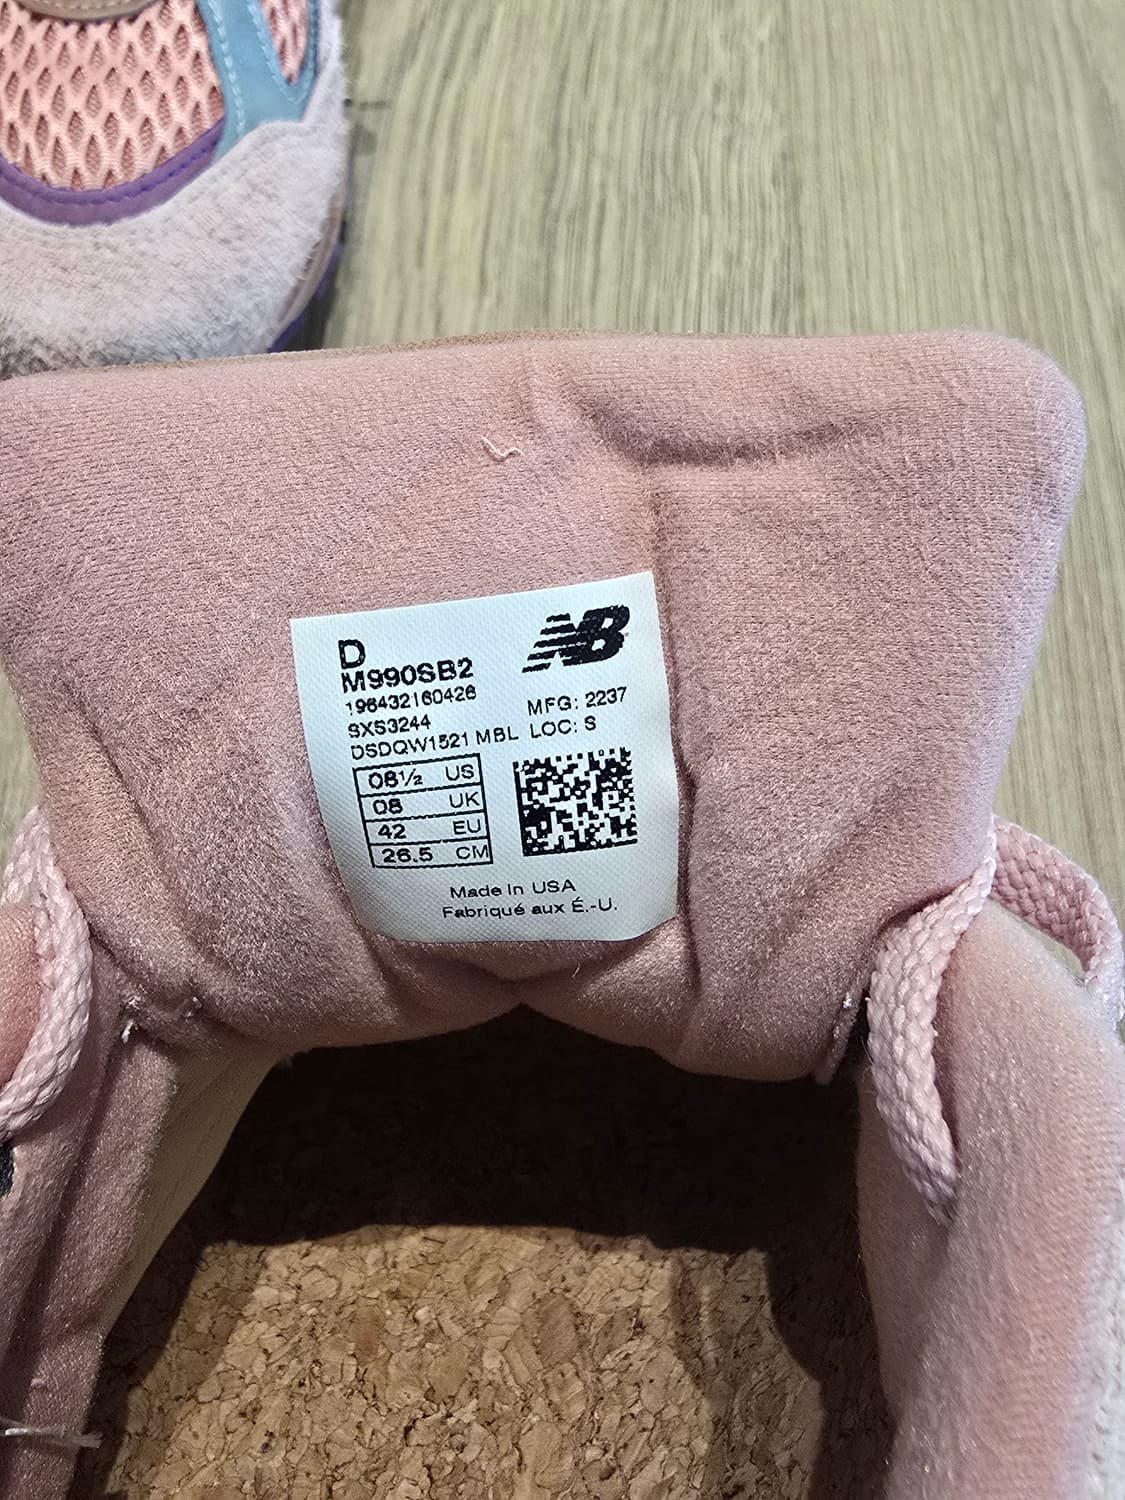 D
NB
M990SB2
196432160426
SXS3244
MFG: 2237
DSDQW1521 MBL LOC: S
08½ US
08 UK
42 EU
26.5 CM
Made In USA
Fabriqué aux É.-U.